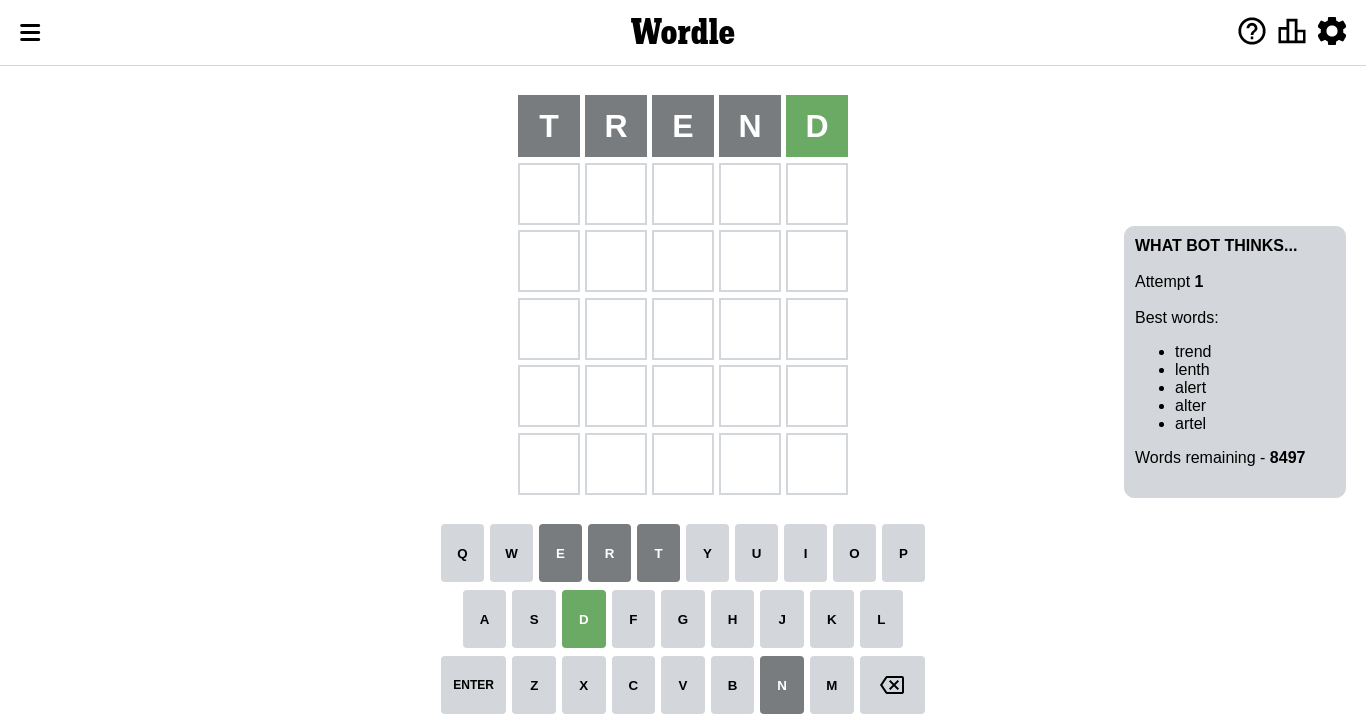 Wordle
T R E N D
WHAT BOT THINKS...
Attempt 1
Best words:
• trend
• lenth
• alert
• alter
• artel
Words remaining - 8497
Q W E R T Y U I O P
A S D F G H J K L
ENTER Z X C V B N M